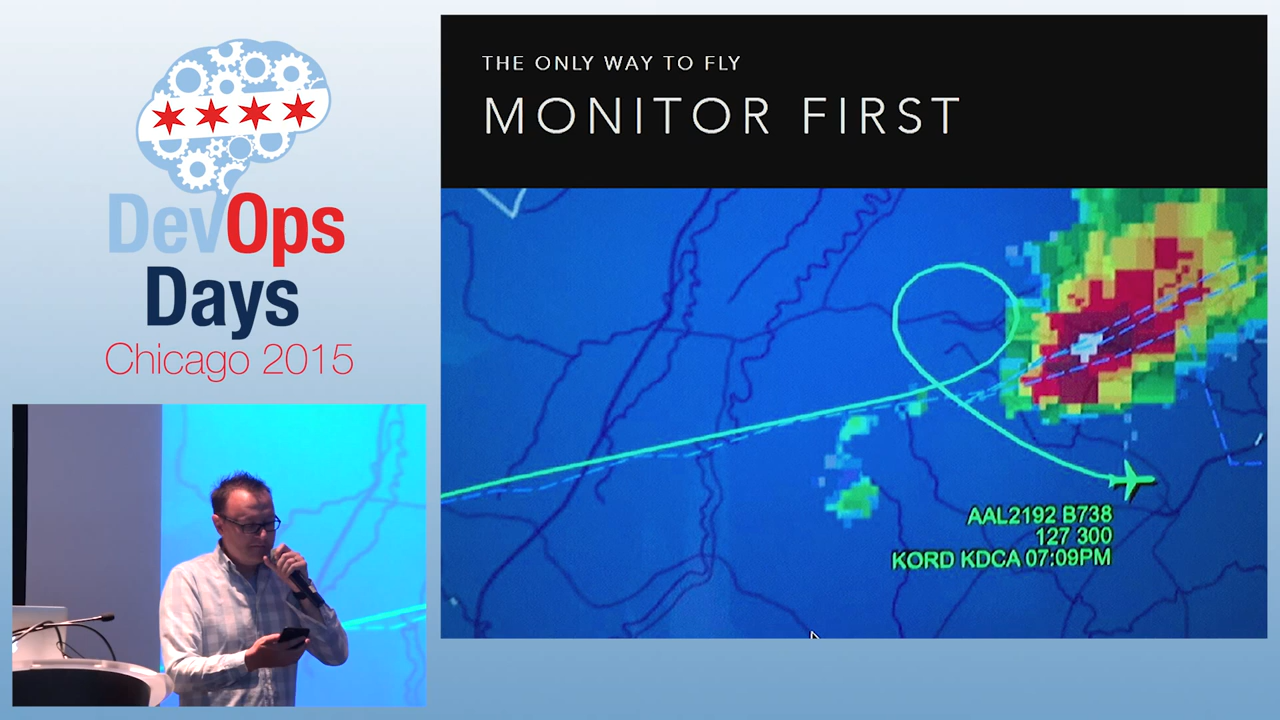 DevOps
Days
Chicago 2015
THE ONLY WAY TO FLY
MONITOR FIRST
AAL2192 B738
127 300
KORD KDCA 07:09PM